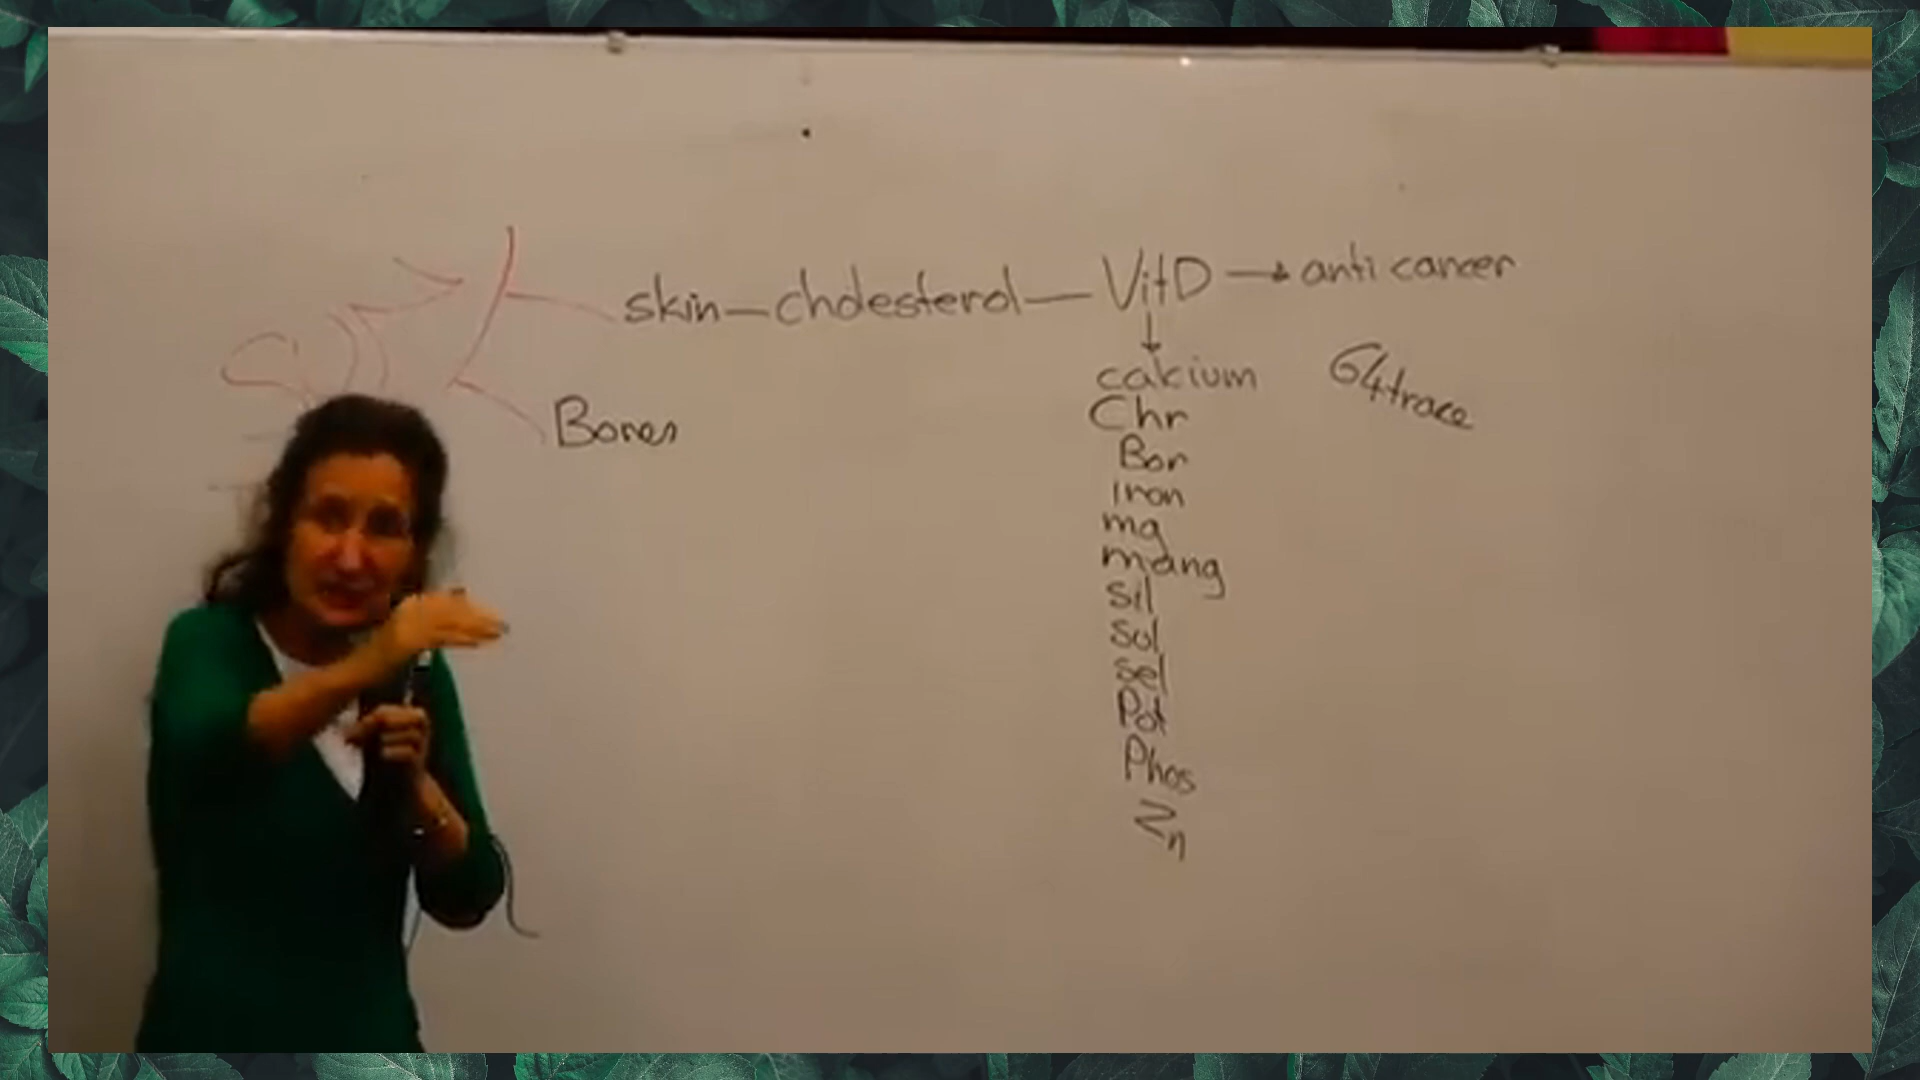 skin - cholesterol - VitD → anti cancer
Bones
calcium
Chr
Bor
iron
mg
mang
sil
sul
sel
Pot
Phos
Zn
64 trace